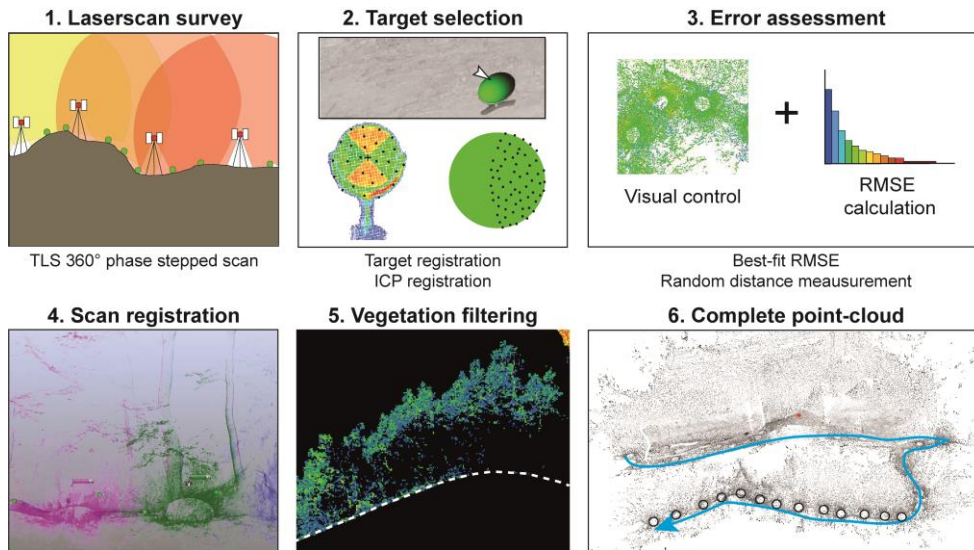 1. Laserscan survey
2. Target selection
3. Error assessment
Visual control
+
RMSE
calculation
TLS 360° phase stepped scan
Target registration
ICP registration
Best-fit RMSE
Random distance meausurement
4. Scan registration
5. Vegetation filtering
6. Complete point-cloud